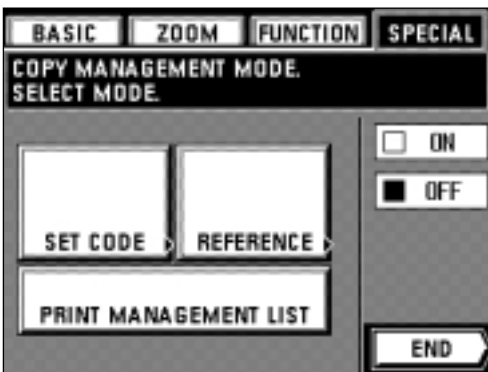 BASIC ZOOM FUNCTION SPECIAL
COPY MANAGEMENT MODE.
SELECT MODE.
ON
OFF
SET CODE REFERENCE
PRINT MANAGEMENT LIST
END